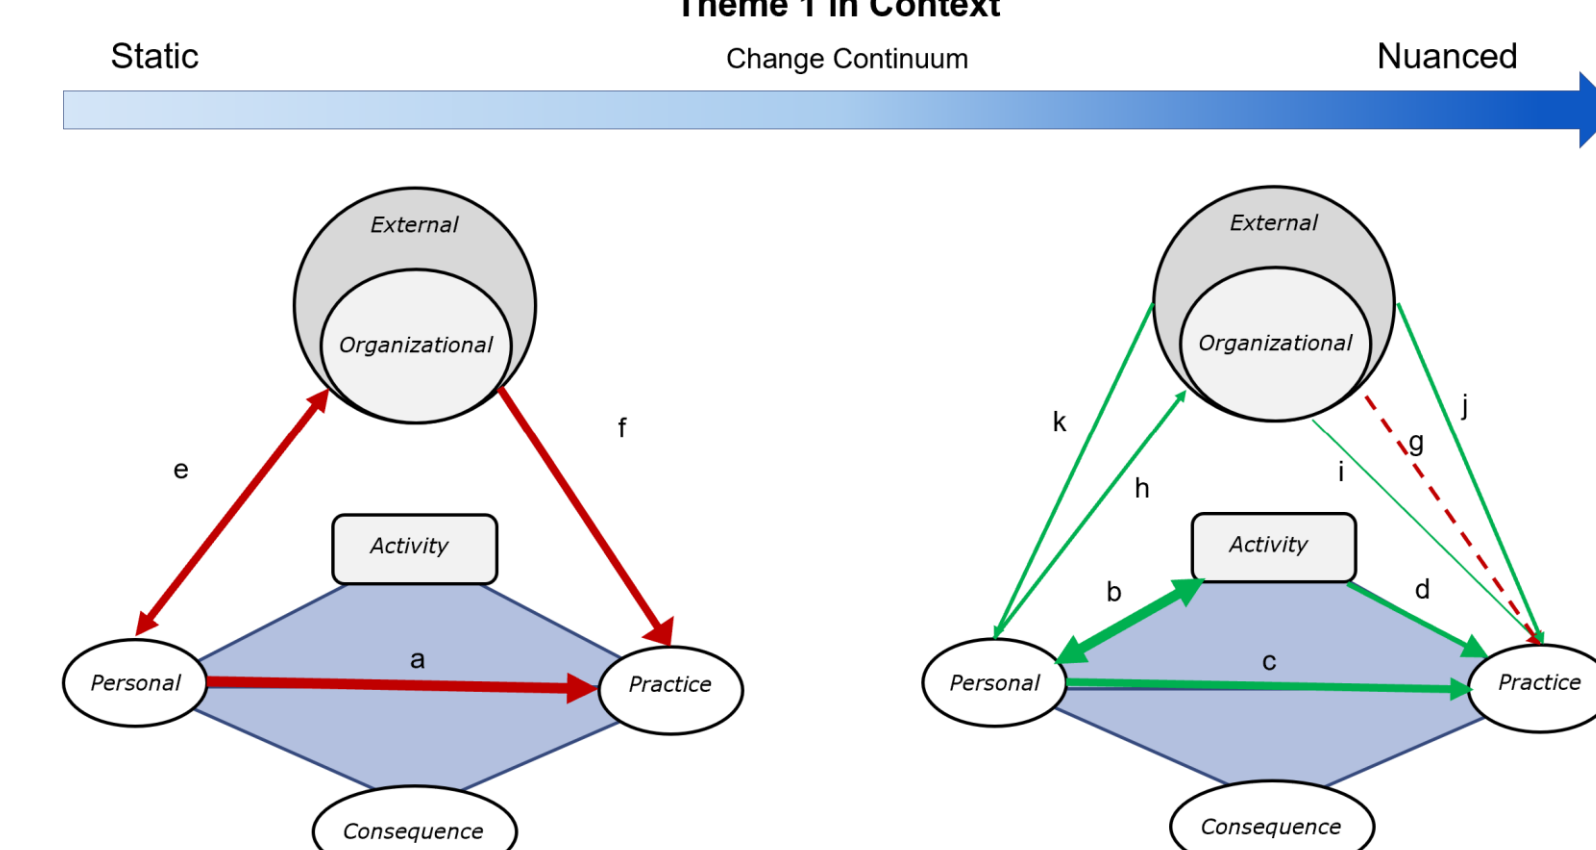 Theme 1 in Context
Static
Change Continuum
Nuanced
External
Organizational
e
f
Activity
a
Personal
Practice
Consequence
External
Organizational
k
j
g
i
h
Activity
b
d
c
Personal
Practice
Consequence